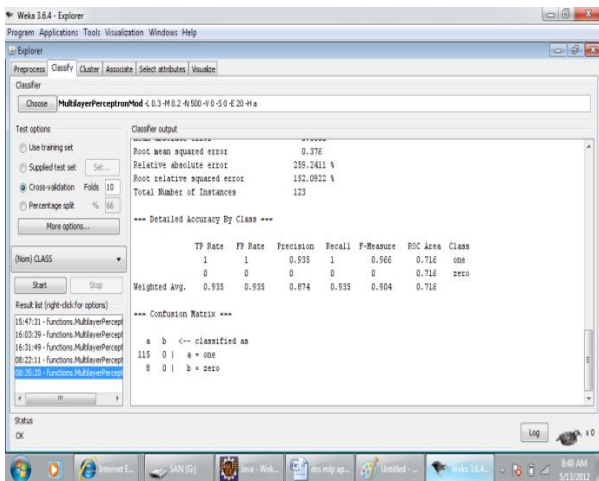 Weka 3.6.4 - Explorer
Program Applications Tools Visualization Windows Help
Explorer
Preprocess Classify Cluster Associate Select attributes Visualize
Classifier
Choose MultilayerPerceptronMod -L 0.3 -M 0.2 -N 500 -V 0 -S 0 -E 20 -H a
Test options
Use training set
Supplied test set Set...
Cross-validation Folds 10
Percentage split % 66
More options...
(Nom) CLASS
Start Stop
Result list (right-click for options)
15:47:31 - functions.MultilayerPercept
16:03:39 - functions.MultilayerPercept
16:31:49 - functions.MultilayerPercept
08:22:11 - functions.MultilayerPercept
08:35:20 - functions.MultilayerPercept
Classifier output
Root mean squared error 0.376
Relative absolute error 259.2411 %
Root relative squared error 152.0922 %
Total Number of Instances 123
=== Detailed Accuracy By Class ===
TP Rate FP Rate Precision Recall F-Measure ROC Area Class
1 1 0.935 1 0.966 0.716 one
0 0 0 0 0 0.716 zero
Weighted Avg. 0.935 0.935 0.874 0.935 0.904 0.716
=== Confusion Matrix ===
a b <-- classified as
115 0 | a = one
8 0 | b = zero
Status
OK
Log x 0
Internet E... SAN (G:) Java - Wek... dss mlp ap... Untitled - ... Weka 3.6.4... 8:40 AM
5/13/2012